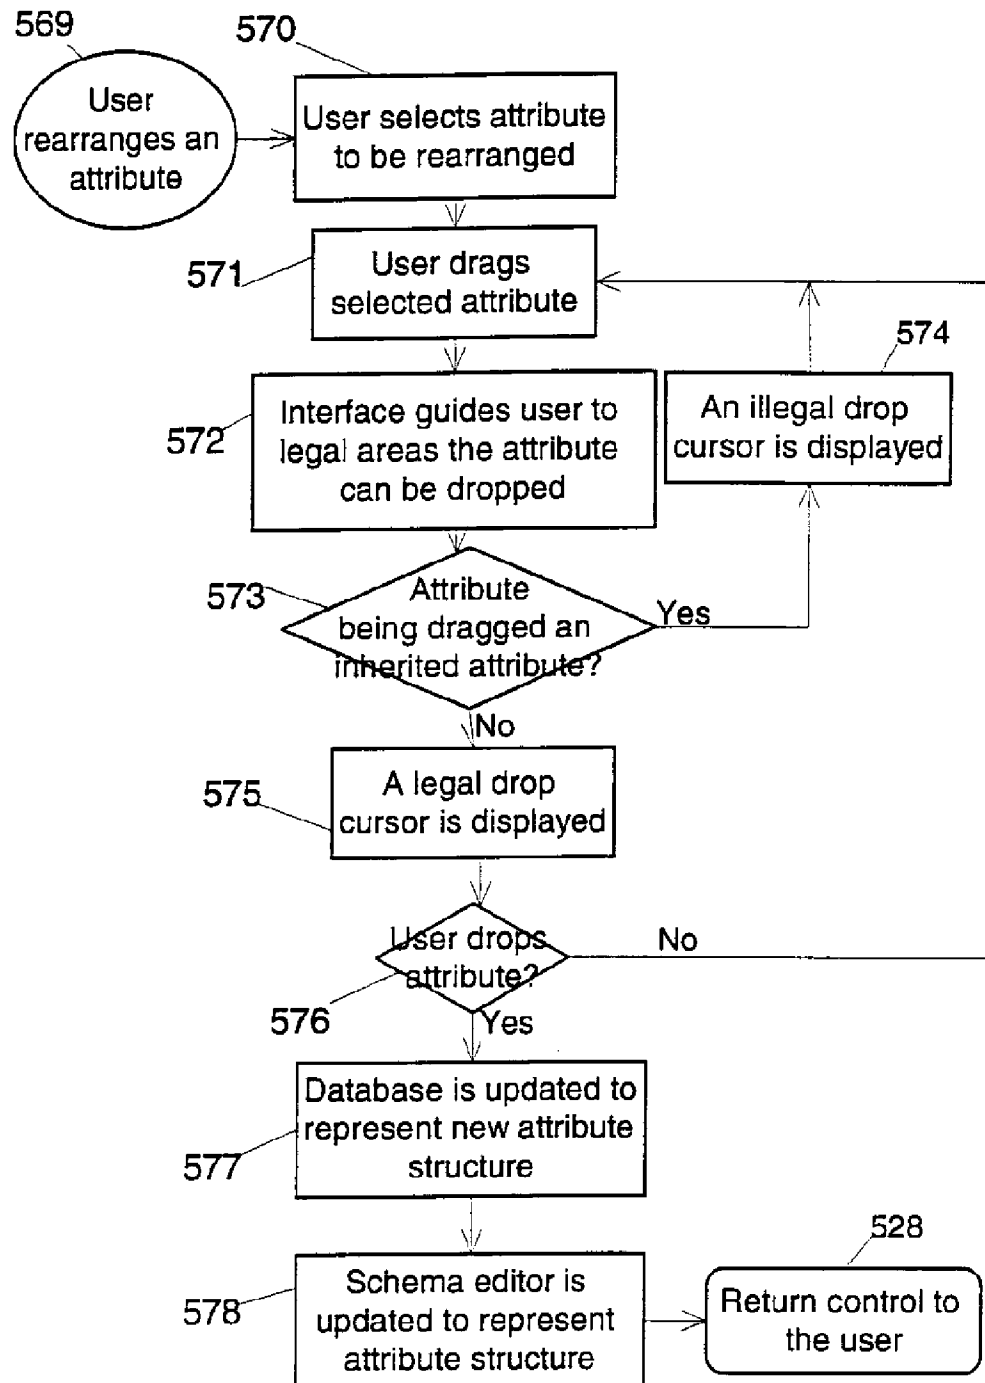 569
User
rearranges an
attribute
570
User selects attribute
to be rearranged
571
User drags
selected attribute
572
Interface guides user to
legal areas the attribute
can be dropped
574
An illegal drop
cursor is displayed
573
Attribute
being dragged an
inherited attribute?
Yes
No
575
A legal drop
cursor is displayed
576
User drops
attribute?
No
Yes
577
Database is updated to
represent new attribute
structure
578
Schema editor is
updated to represent
attribute structure
528
Return control to
the user